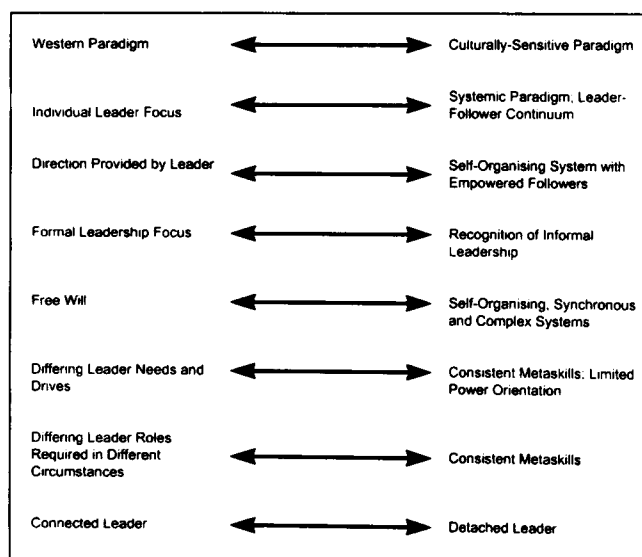 Western Paradigm
Culturally-Sensitive Paradigm
Individual Leader Focus
Systemic Paradigm; Leader-
Follower Continuum
Direction Provided by Leader
Self-Organising System with
Empowered Followers
Formal Leadership Focus
Recognition of Informal
Leadership
Free Will
Self-Organising, Synchronous
and Complex Systems
Differing Leader Needs and
Drives
Consistent Metaskills; Limited
Power Orientation
Differing Leader Roles
Required in Different
Circumstances
Consistent Metaskills
Connected Leader
Detached Leader